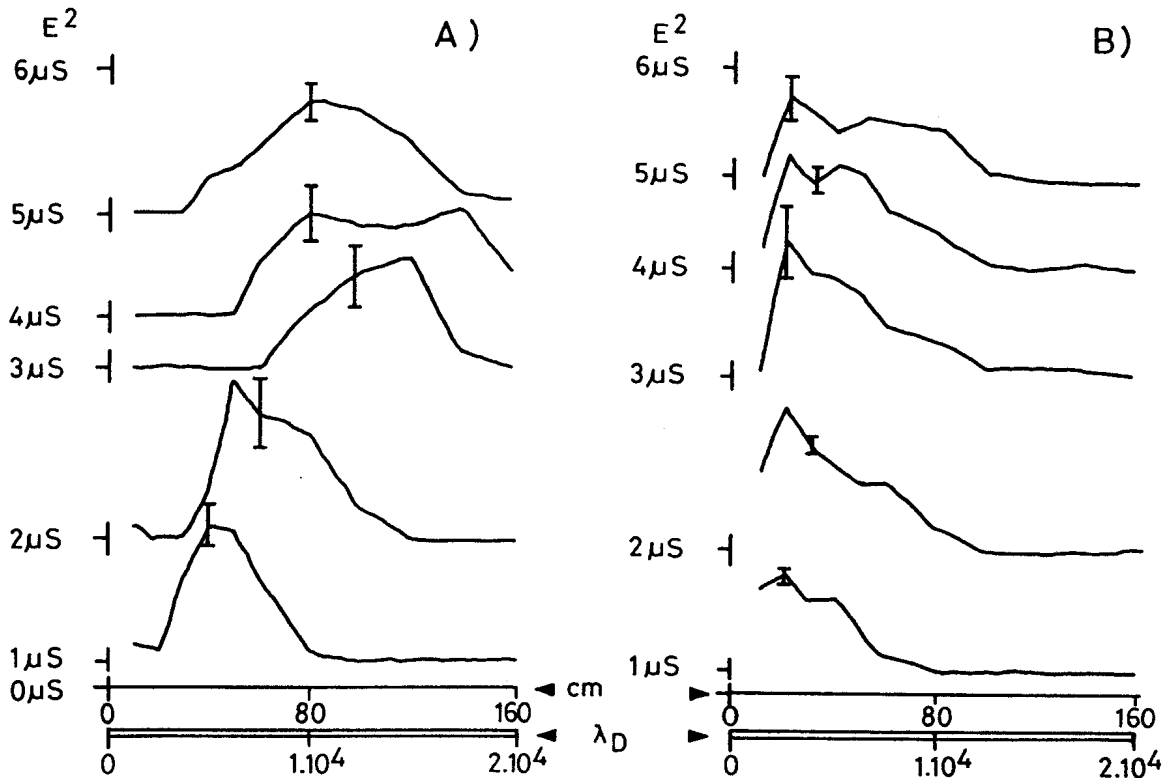 E²
A)
6µS
5µS
4µS
3µS
2µS
1µS
0µS
cm
0 80 160
λD
0 1.10⁴ 2.10⁴
E²
B)
6µS
5µS
4µS
3µS
2µS
1µS
0 80 160
0 1.10⁴ 2.10⁴